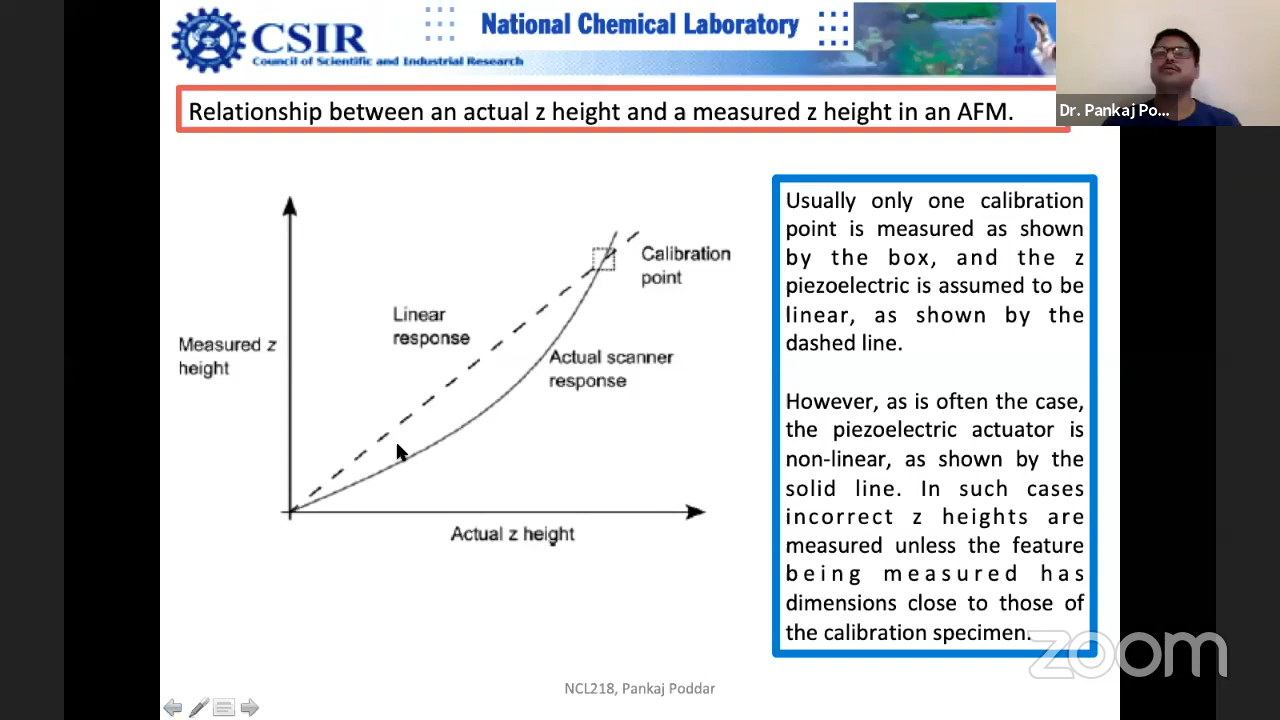 CSIR
Council of Scientific and Industrial Research
National Chemical Laboratory
Dr. Pankaj Po...
Relationship between an actual z height and a measured z height in an AFM.
Measured z
height
Linear
response
Calibration
point
Actual scanner
response
Actual z height
Usually only one calibration
point is measured as shown
by the box, and the z
piezoelectric is assumed to be
linear, as shown by the
dashed line.
However, as is often the case,
the piezoelectric actuator is
non-linear, as shown by the
solid line. In such cases
incorrect z heights are
measured unless the feature
being measured has
dimensions close to those of
the calibration specimen.
zoom
NCL218, Pankaj Poddar